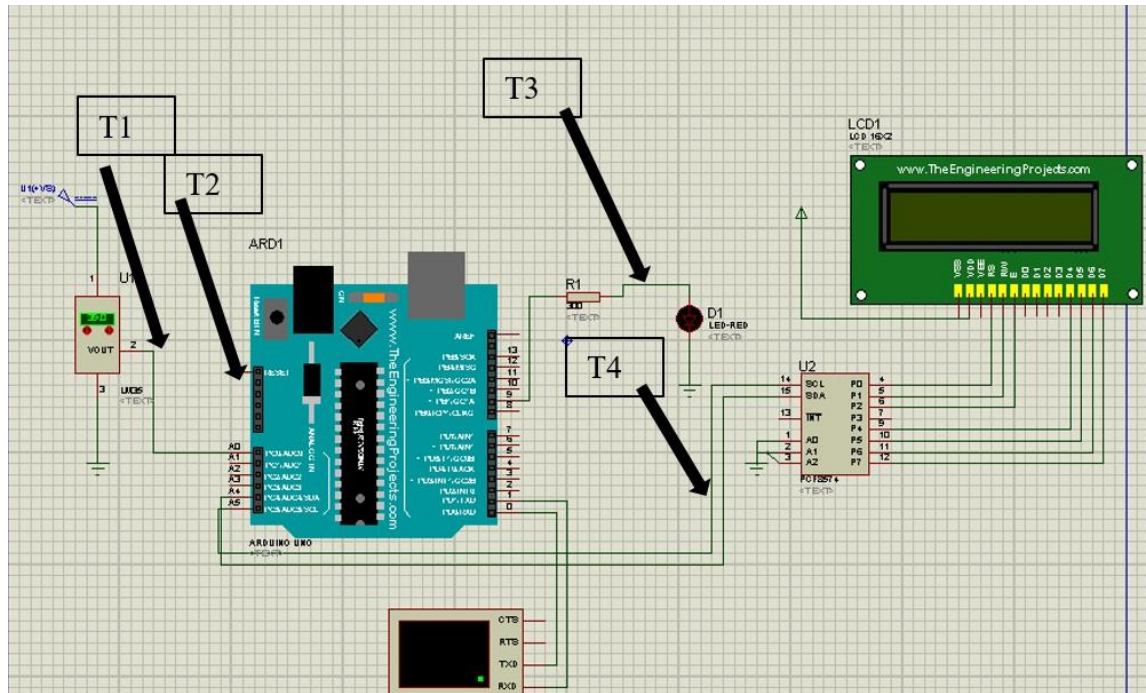 T1
T2
T3
T4
U1(+VS)
<TEXT>
1
U1
VOUT
2
3
LM35
<TEXT>
ARD1
www.TheEngineeringProjects.com
RESET
AREF
13
12
11
10
9
8
7
6
5
4
3
2
1
0
ANALOG IN
A0
A1
A2
A3
A4
A5
ARDUINO UNO
<TEXT>
R1
300
<TEXT>
D1
LED-RED
<TEXT>
LCD1
LCD 16X2
<TEXT>
www.TheEngineeringProjects.com
VSS
VDD
VEE
RS
RW
E
D0
D1
D2
D3
D4
D5
D6
D7
U2
14
15
13
1
2
3
SCL
SDA
INT
A0
A1
A2
P0
P1
P2
P3
P4
P5
P6
P7
4
5
6
7
9
10
11
12
PCF8574
<TEXT>
CTS
RTS
TXD
RXD